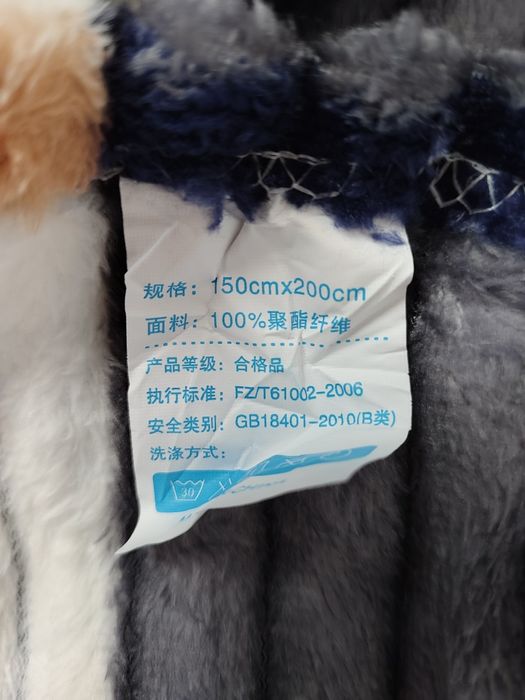 规格：150cmx200cm
面料：100%聚酯纤维
产品等级：合格品
执行标准：FZ/T61002-2006
安全类别：GB18401-2010(B类)
洗涤方式：
30